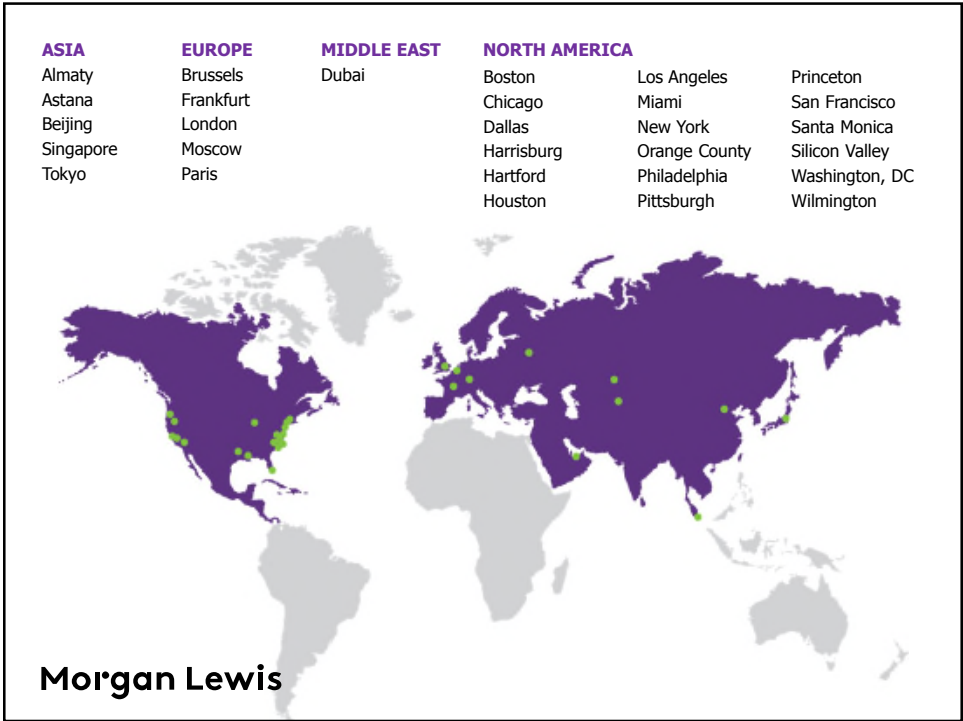 ASIA
Almaty
Astana
Beijing
Singapore
Tokyo
EUROPE
Brussels
Frankfurt
London
Moscow
Paris
MIDDLE EAST
Dubai
NORTH AMERICA
Boston
Chicago
Dallas
Harrisburg
Hartford
Houston
Los Angeles
Miami
New York
Orange County
Philadelphia
Pittsburgh
Princeton
San Francisco
Santa Monica
Silicon Valley
Washington, DC
Wilmington
Morgan Lewis